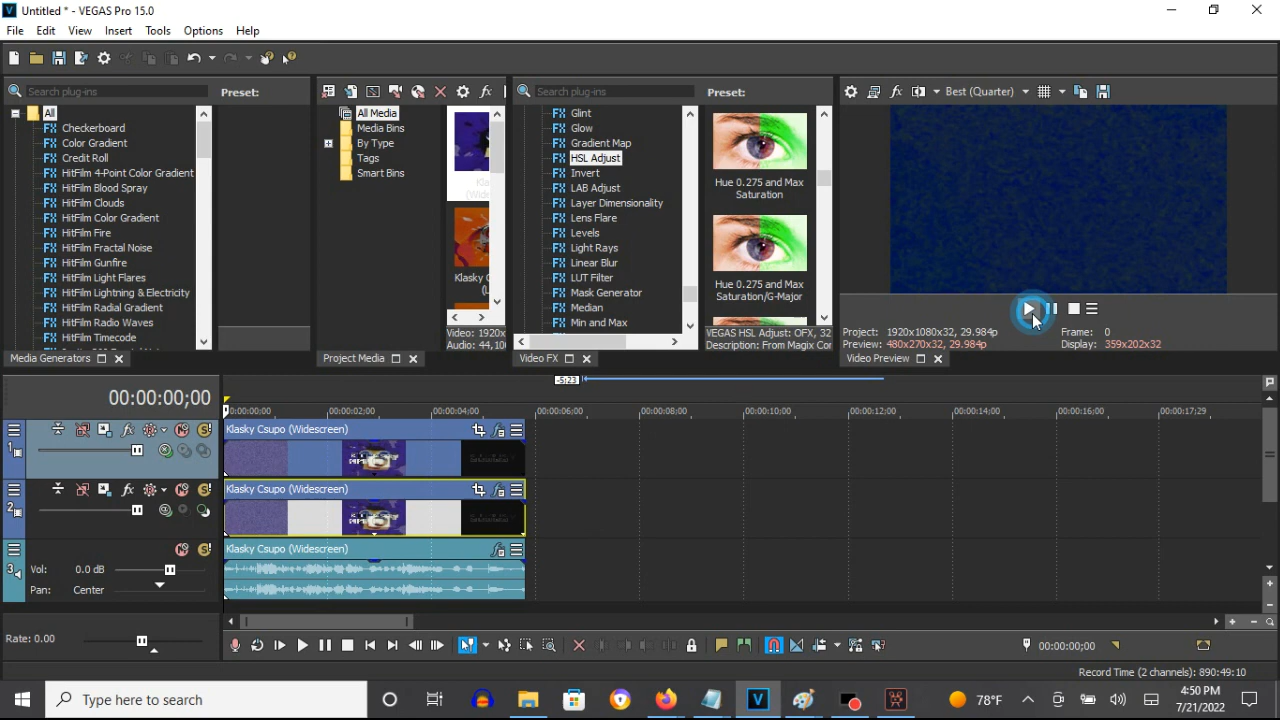 Untitled * - VEGAS Pro 15.0
File Edit View Insert Tools Options Help
Search plug-ins
Preset:
All
Checkerboard
Color Gradient
Credit Roll
HitFilm 4-Point Color Gradient
HitFilm Blood Spray
HitFilm Clouds
HitFilm Color Gradient
HitFilm Fire
HitFilm Fractal Noise
HitFilm Gunfire
HitFilm Light Flares
HitFilm Lightning & Electricity
HitFilm Radial Gradient
HitFilm Radio Waves
HitFilm Timecode
Media Generators
All Media
Media Bins
By Type
Tags
Smart Bins
Klasky C
Video: 1920x
Audio: 44,10
Project Media
Search plug-ins
Preset:
Glint
Glow
Gradient Map
HSL Adjust
Invert
LAB Adjust
Layer Dimensionality
Lens Flare
Levels
Light Rays
Linear Blur
LUT Filter
Mask Generator
Median
Min and Max
Hue 0.275 and Max
Saturation
Hue 0.284 and Max
Saturation/G-Major
VEGAS HSL Adjust: OFX, 32
Description: From Magix Cor
Video FX
Best (Quarter)
Project: 1920x1080x32, 29.984p
Preview: 480x270x32, 29.984p
Frame: 0
Display: 359x202x32
Video Preview
00:00:00;00
-5:23
0:00:00;00 00:00:02;00 00:00:04;00 00:00:06;00 00:00:08;00 00:00:10;00 00:00:12;00 00:00:14;00 00:00:16;00 00:00:17;29
1
Klasky Csupo (Widescreen)
2
Klasky Csupo (Widescreen)
3
Klasky Csupo (Widescreen)
Vol: 0.0 dB
Pan: Center
Rate: 0.00
00:00:00;00
Record Time (2 channels): 890:49:10
Type here to search
78°F
4:50 PM
7/21/2022